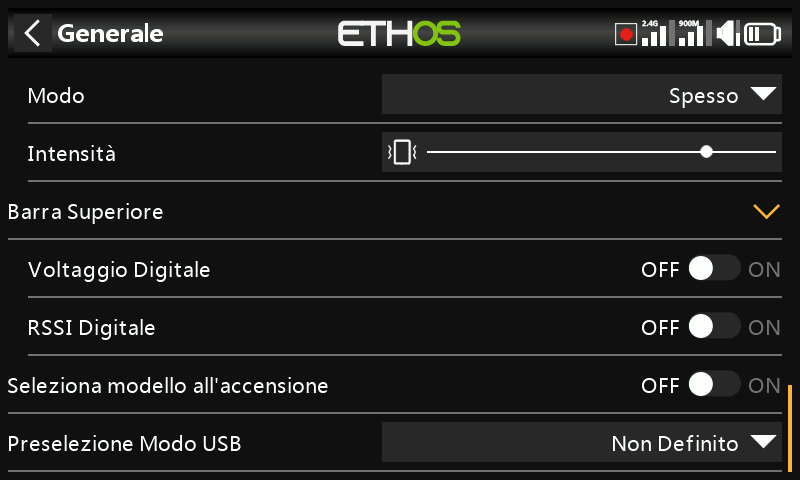 Generale
ETHOS
2.4G
900M
Modo
Spesso
Intensità
Barra Superiore
Voltaggio Digitale
OFF ON
RSSI Digitale
OFF ON
Seleziona modello all'accensione
OFF ON
Preselezione Modo USB
Non Definito